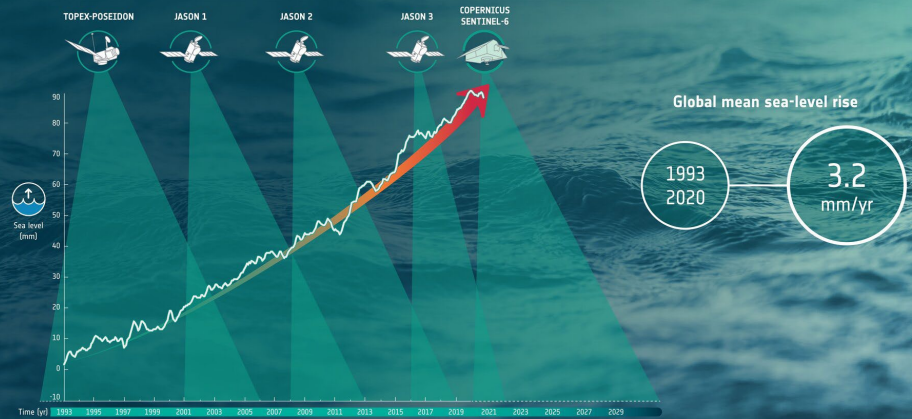 TOPEX-POSEIDON
JASON 1
JASON 2
JASON 3
COPERNICUS
SENTINEL-6
90
80
70
60
50
40
30
20
10
0
-10
Sea level
(mm)
Time (yr) 1993 1995 1997 1999 2001 2003 2005 2007 2009 2011 2013 2015 2017 2019 2021 2023 2025 2027 2029
Global mean sea-level rise
1993
2020
3.2
mm/yr